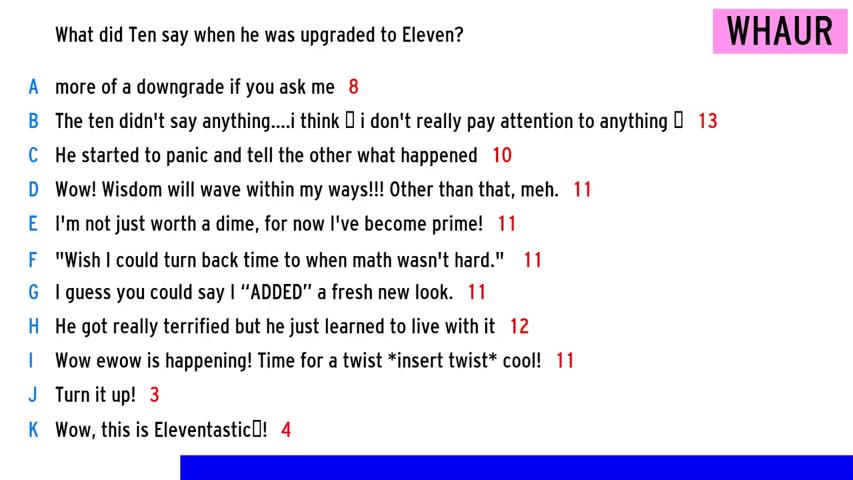 What did Ten say when he was upgraded to Eleven?
WHAUR
A more of a downgrade if you ask me 8
B The ten didn't say anything....i think ▯ i don't really pay attention to anything ▯ 13
C He started to panic and tell the other what happened 10
D Wow! Wisdom will wave within my ways!!! Other than that, meh. 11
E I'm not just worth a dime, for now I've become prime! 11
F "Wish I could turn back time to when math wasn't hard." 11
G I guess you could say I “ADDED” a fresh new look. 11
H He got really terrified but he just learned to live with it 12
I Wow ewow is happening! Time for a twist *insert twist* cool! 11
J Turn it up! 3
K Wow, this is Eleventastic▯! 4